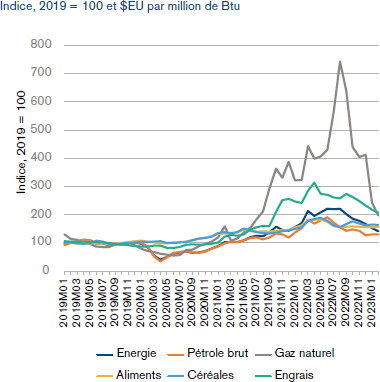 Indice, 2019 = 100 et $EU par million de Btu
Indice, 2019 = 100
800
700
600
500
400
300
200
100
0
2019M01
2019M03
2019M05
2019M07
2019M09
2019M11
2020M01
2020M03
2020M05
2020M07
2020M09
2020M11
2021M01
2021M03
2021M05
2021M07
2021M09
2021M11
2022M01
2022M03
2022M05
2022M07
2022M09
2022M11
2023M01
2023M03
Energie
Pétrole brut
Gaz naturel
Aliments
Céréales
Engrais